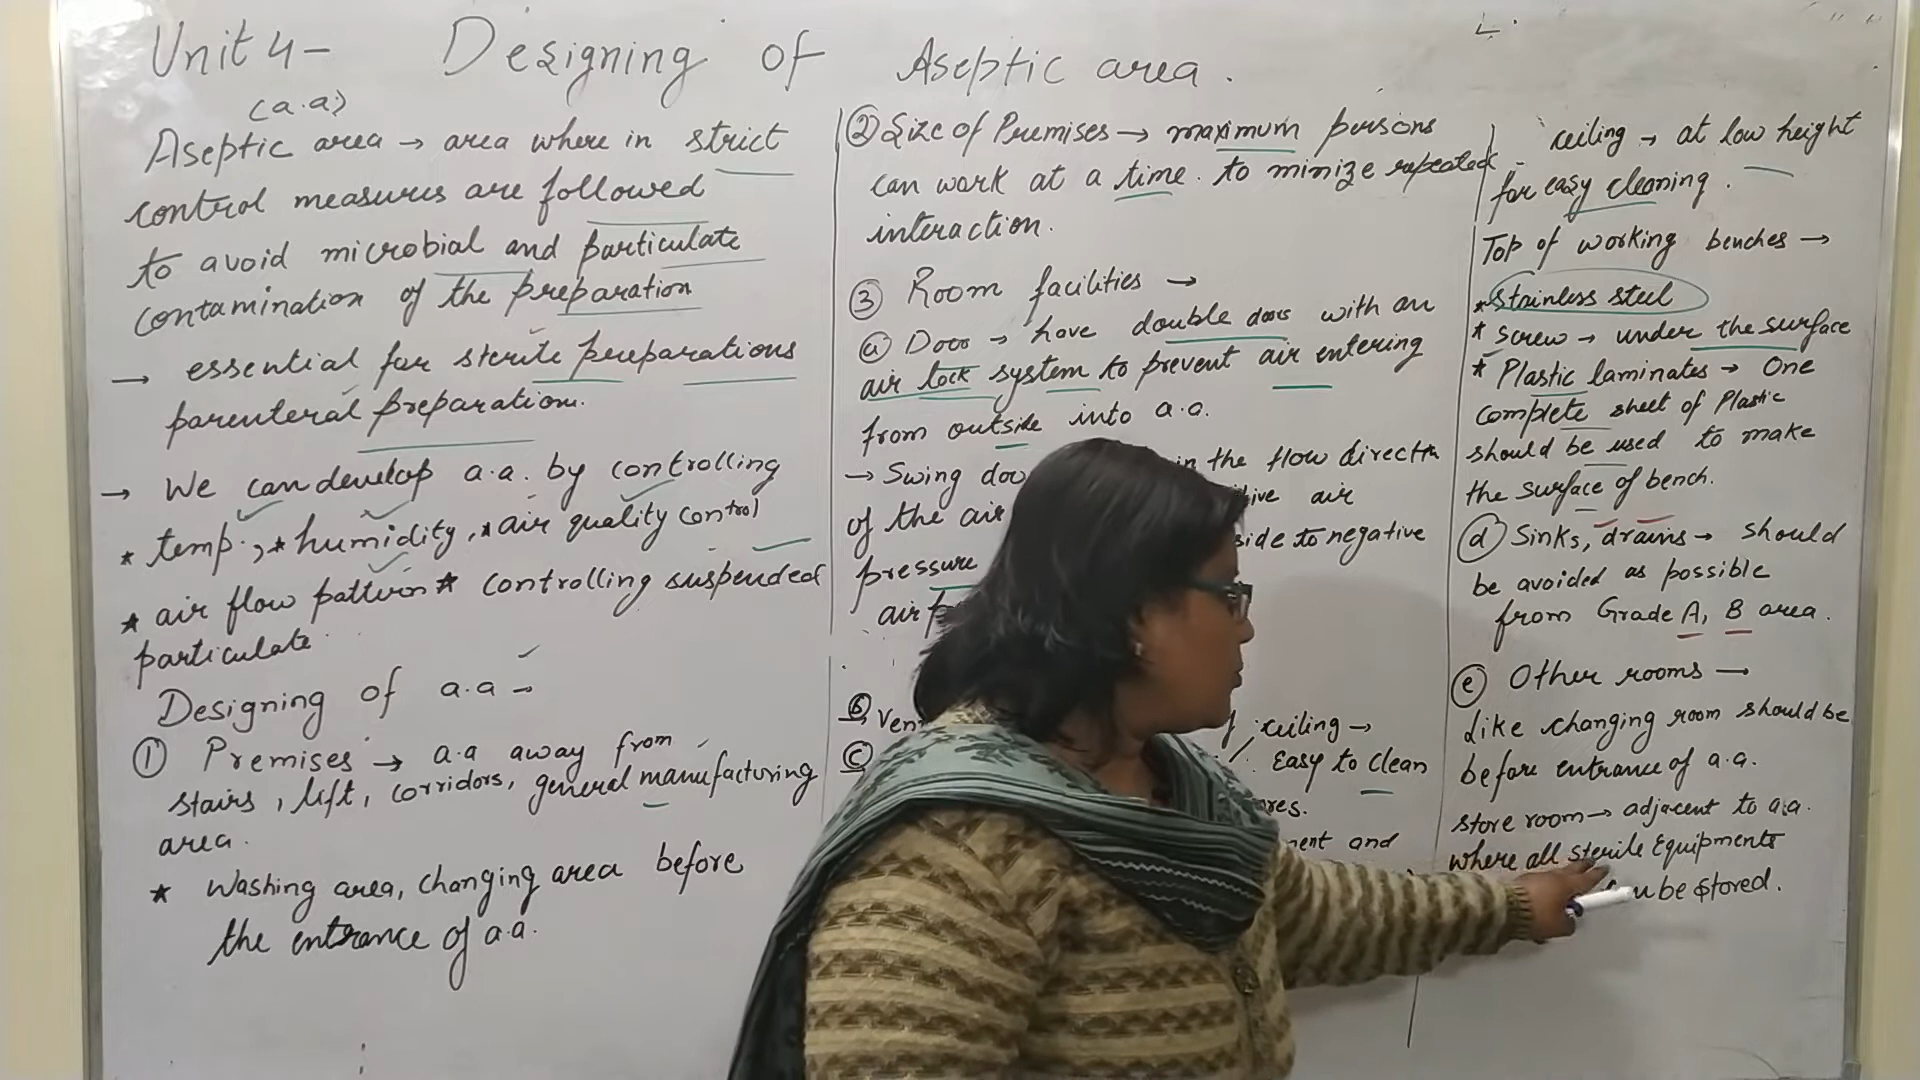 Unit 4 - Designing of Aseptic area.
(a.a)
Aseptic area → area where in strict
control measures are followed
to avoid microbial and particulate
contamination of the preparation
→ essential for sterile preparations
parenteral preparation.
→ We can develop a.a. by controlling
* temp., * humidity, * air quality control
* air flow pattern * controlling suspended
particulate.
Designing of a.a →
① Premises → a.a away from
stairs, lift, corridors, general manufacturing
area.
* Washing area, changing area before
the entrance of a.a.
② Size of Premises → maximum persons
can work at a time. to minize repeated
interaction.
③ Room facilities →
ⓐ Door → have double doors with an
air lock system to prevent air entering
from outside into a.a.
→ Swing doo in the flow directn
of the air tive air
pressure side to negative
air
ⓑ Ven ceiling →
ⓒ Easy to clean
res.
ment and
ceiling → at low height
for easy cleaning.
Top of working benches →
* stainless steel
* screw → under the surface
* Plastic laminates → One
complete sheet of Plastic
should be used to make
the surface of bench.
ⓓ Sinks, drains → should
be avoided as possible
from Grade A, B area.
ⓔ Other rooms →
Like changing room should be
before entrance of a.a.
store room → adjacent to a.a.
where all sterile Equipments
be stored.